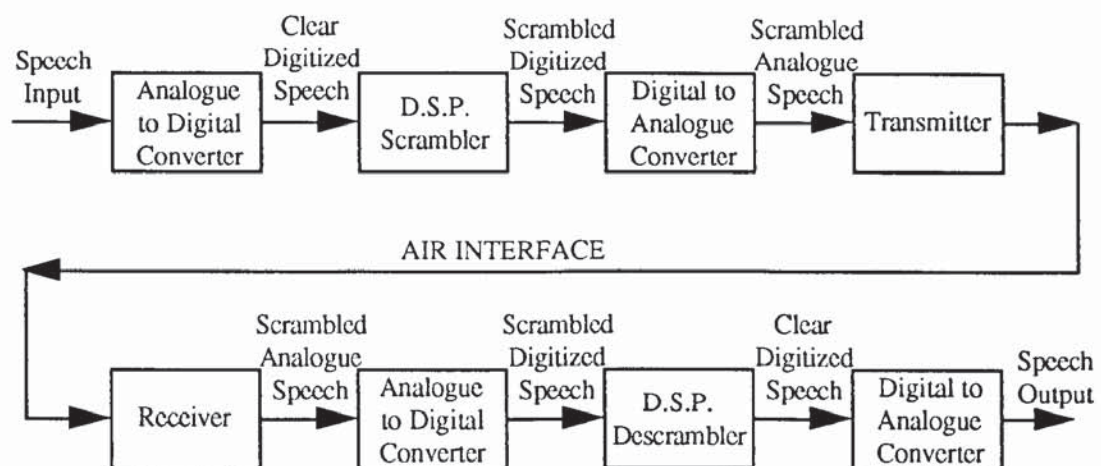 Speech
Input
Analogue
to Digital
Converter
Clear
Digitized
Speech
D.S.P.
Scrambler
Scrambled
Digitized
Speech
Digital to
Analogue
Converter
Scrambled
Analogue
Speech
Transmitter
AIR INTERFACE
Receiver
Scrambled
Analogue
Speech
Analogue
to Digital
Converter
Scrambled
Digitized
Speech
D.S.P.
Descrambler
Clear
Digitized
Speech
Digital to
Analogue
Converter
Speech
Output